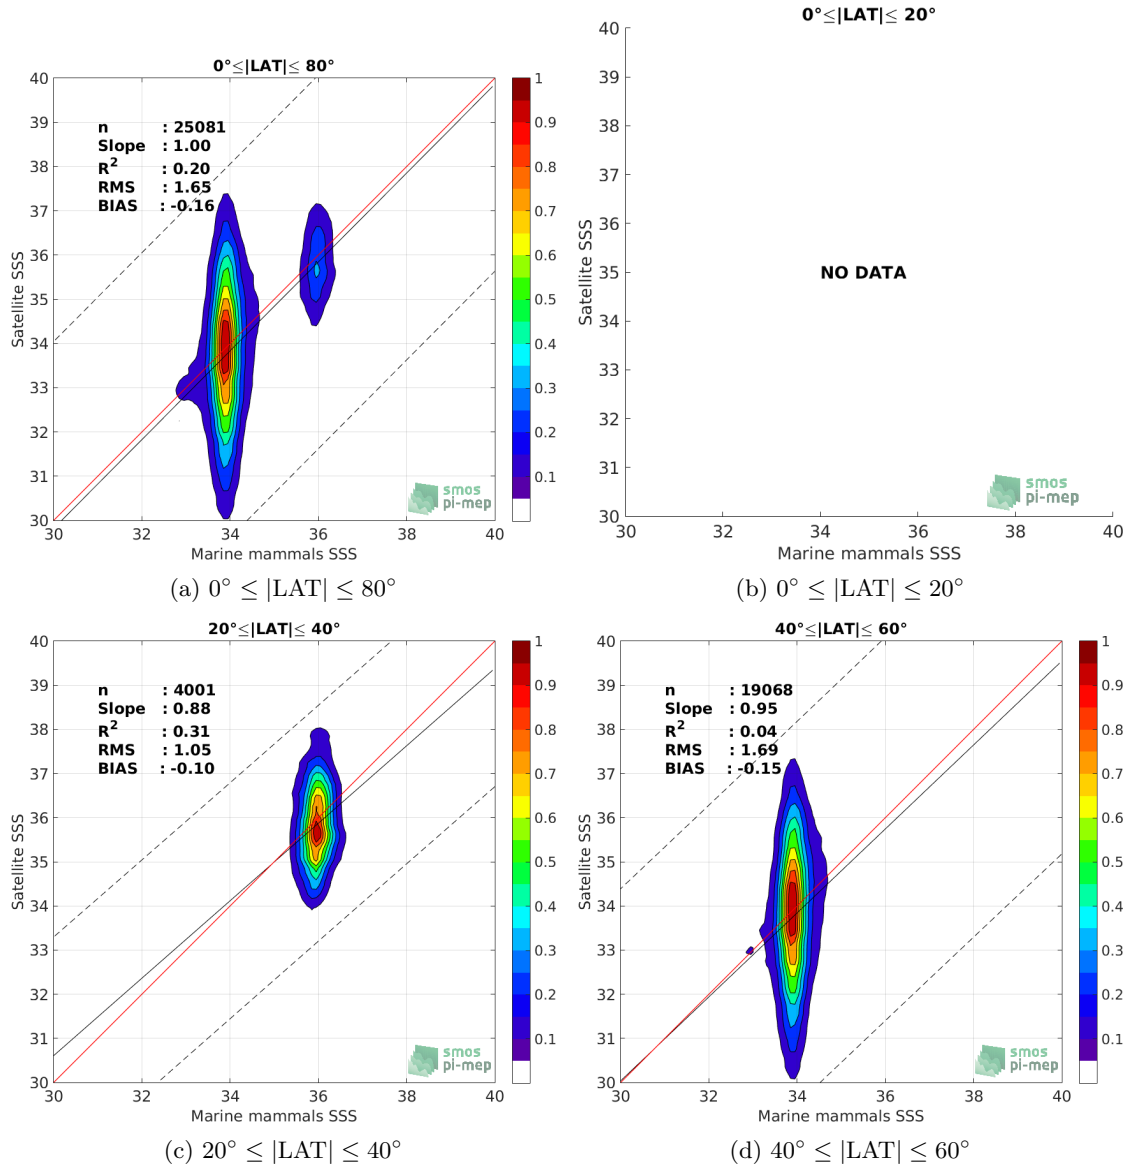 0°≤|LAT|≤ 80°
n : 25081
Slope : 1.00
R² : 0.20
RMS : 1.65
BIAS : -0.16
40
39
38
37
36
35
34
33
32
31
30
30 32 34 36 38 40
Satellite SSS
Marine mammals SSS
1
0.9
0.8
0.7
0.6
0.5
0.4
0.3
0.2
0.1
smos
pi-mep
(a) 0° ≤ |LAT| ≤ 80°
0°≤|LAT|≤ 20°
NO DATA
40
39
38
37
36
35
34
33
32
31
30
30 32 34 36 38 40
Satellite SSS
Marine mammals SSS
smos
pi-mep
(b) 0° ≤ |LAT| ≤ 20°
20°≤|LAT|≤ 40°
n : 4001
Slope : 0.88
R² : 0.31
RMS : 1.05
BIAS : -0.10
40
39
38
37
36
35
34
33
32
31
30
30 32 34 36 38 40
Satellite SSS
Marine mammals SSS
1
0.9
0.8
0.7
0.6
0.5
0.4
0.3
0.2
0.1
smos
pi-mep
(c) 20° ≤ |LAT| ≤ 40°
40°≤|LAT|≤ 60°
n : 19068
Slope : 0.95
R² : 0.04
RMS : 1.69
BIAS : -0.15
40
39
38
37
36
35
34
33
32
31
30
30 32 34 36 38 40
Satellite SSS
Marine mammals SSS
1
0.9
0.8
0.7
0.6
0.5
0.4
0.3
0.2
0.1
smos
pi-mep
(d) 40° ≤ |LAT| ≤ 60°